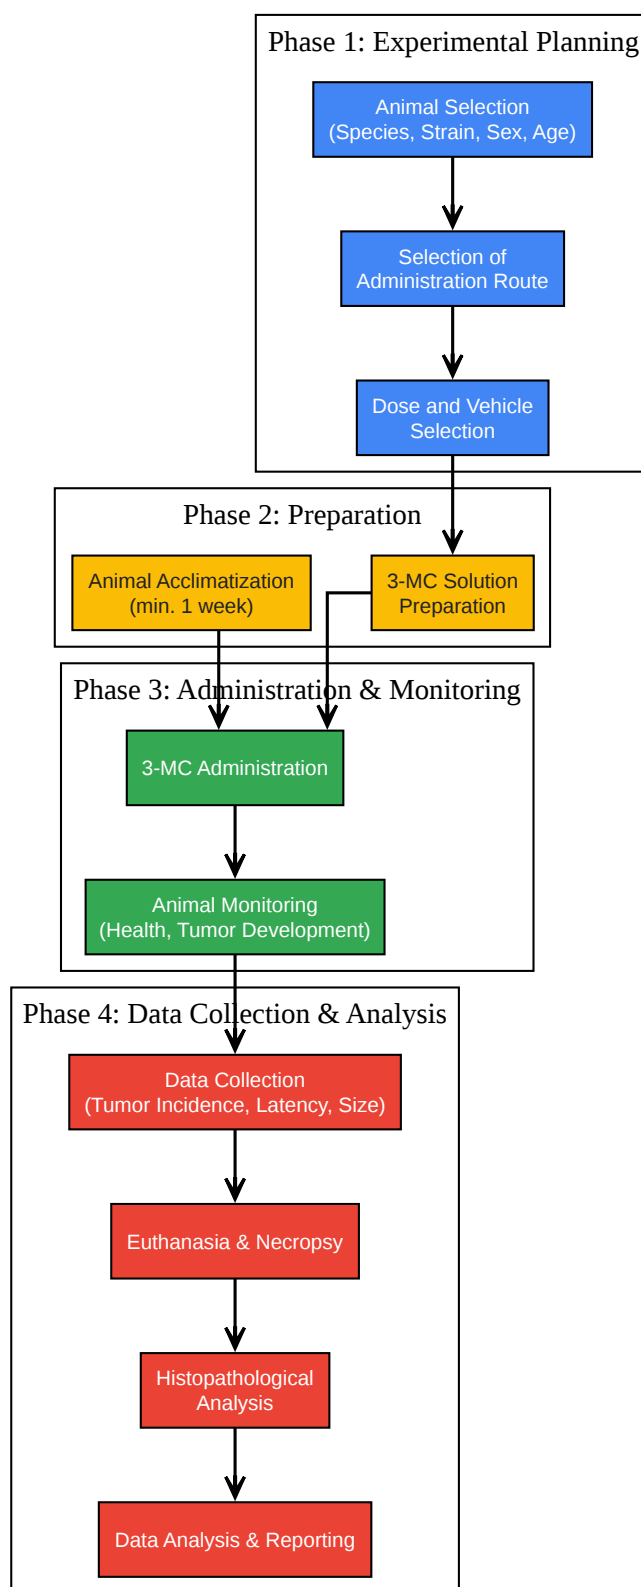 Phase 1: Experimental Planning
Animal Selection
(Species, Strain, Sex, Age)
Selection of
Administration Route
Dose and Vehicle
Selection
Phase 2: Preparation
Animal Acclimatization
(min. 1 week)
3-MC Solution
Preparation
Phase 3: Administration & Monitoring
3-MC Administration
Animal Monitoring
(Health, Tumor Development)
Phase 4: Data Collection & Analysis
Data Collection
(Tumor Incidence, Latency, Size)
Euthanasia & Necropsy
Histopathological
Analysis
Data Analysis & Reporting